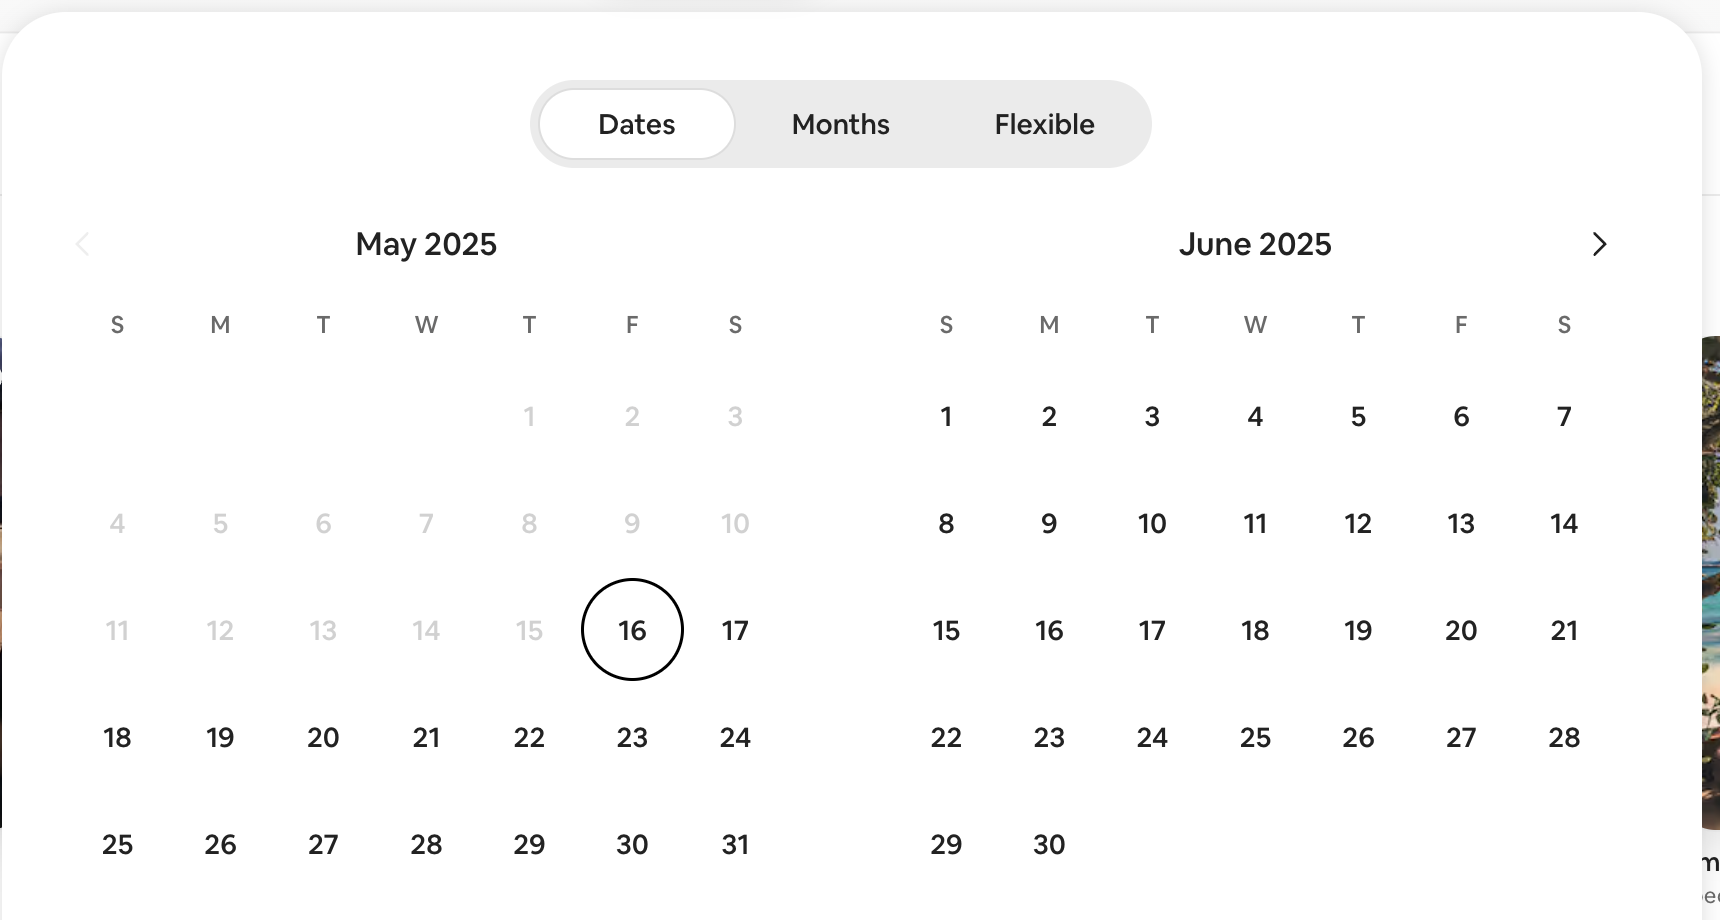 Dates Months Flexible
May 2025
S M T W T F S
1 2 3
4 5 6 7 8 9 10
11 12 13 14 15 16 17
18 19 20 21 22 23 24
25 26 27 28 29 30 31
June 2025
S M T W T F S
1 2 3 4 5 6 7
8 9 10 11 12 13 14
15 16 17 18 19 20 21
22 23 24 25 26 27 28
29 30